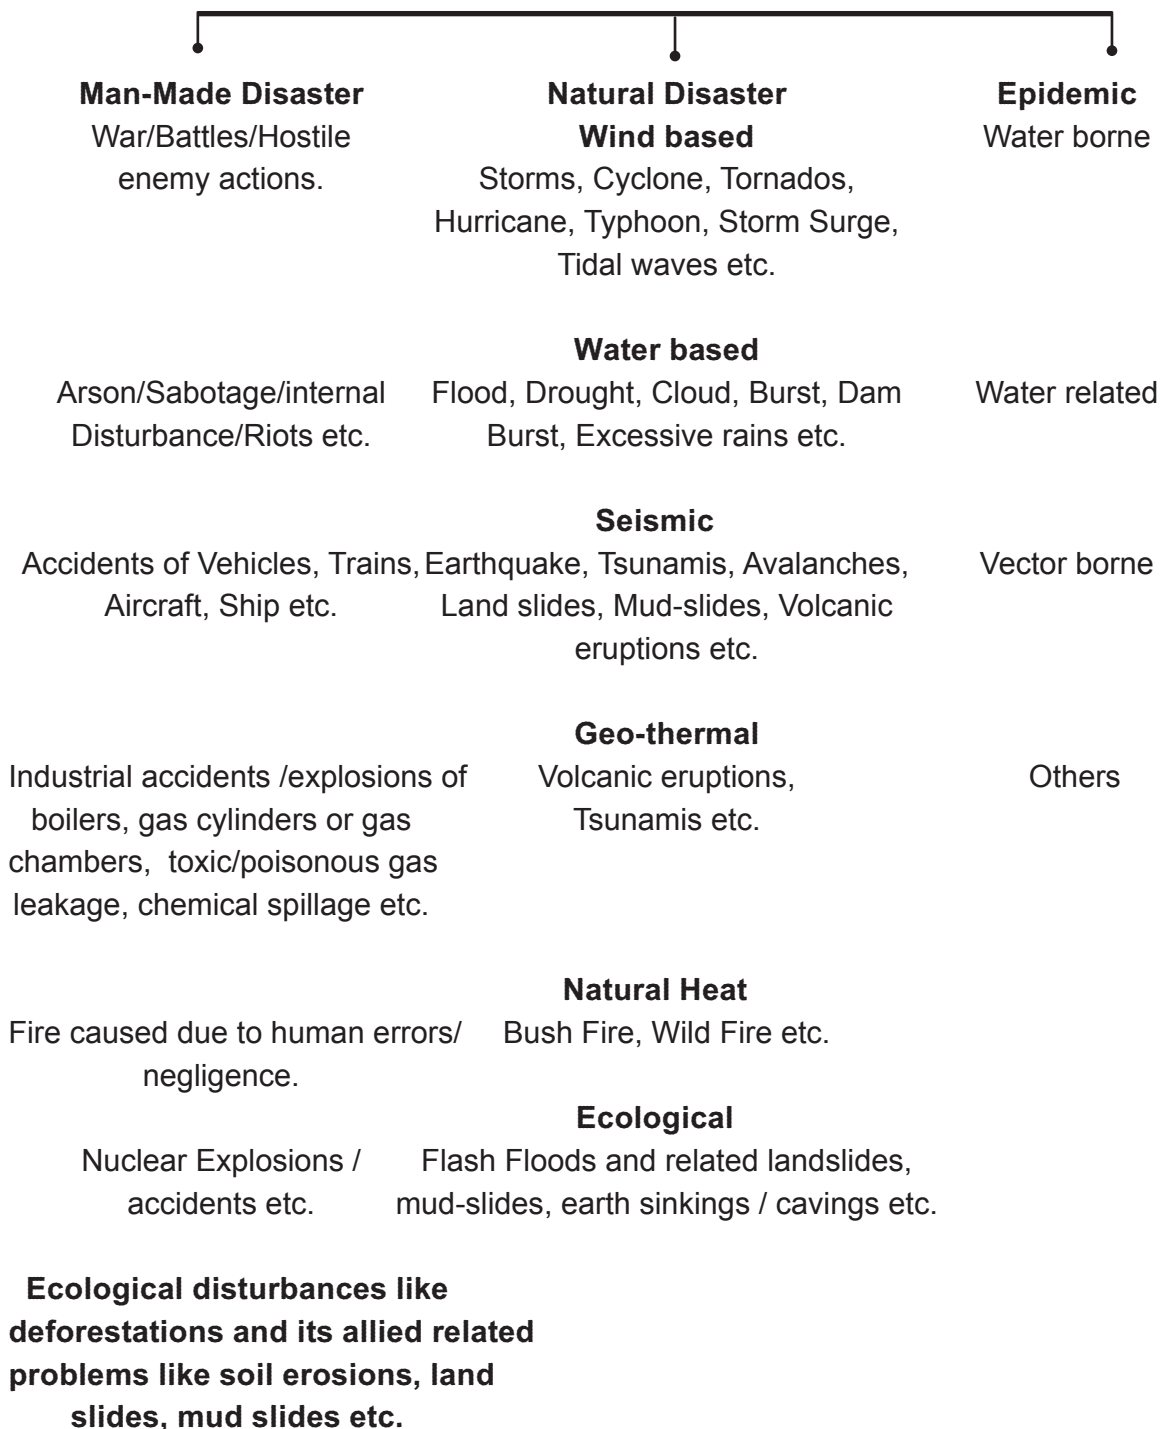 Man-Made Disaster Natural Disaster Epidemic
War/Battles/Hostile Wind based Water borne
enemy actions. Storms, Cyclone, Tornados,
Hurricane, Typhoon, Storm Surge,
Tidal waves etc.
Water based
Arson/Sabotage/internal Flood, Drought, Cloud, Burst, Dam Water related
Disturbance/Riots etc. Burst, Excessive rains etc.
Seismic
Accidents of Vehicles, Trains, Earthquake, Tsunamis, Avalanches, Vector borne
Aircraft, Ship etc. Land slides, Mud-slides, Volcanic
eruptions etc.
Geo-thermal
Industrial accidents /explosions of Volcanic eruptions, Others
boilers, gas cylinders or gas Tsunamis etc.
chambers, toxic/poisonous gas
leakage, chemical spillage etc.
Natural Heat
Fire caused due to human errors/ Bush Fire, Wild Fire etc.
negligence.
Ecological
Nuclear Explosions / Flash Floods and related landslides,
accidents etc. mud-slides, earth sinkings / cavings etc.
Ecological disturbances like
deforestations and its allied related
problems like soil erosions, land
slides, mud slides etc.